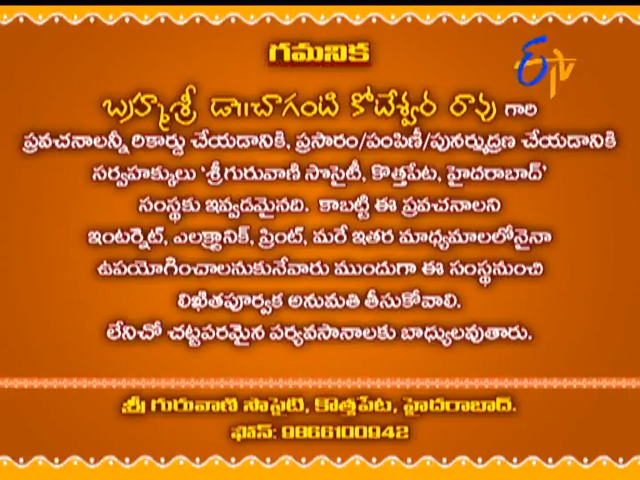 గమనిక
ETV
బ్రహ్మశ్రీ డా॥చాగంటి కోటేశ్వర రావు గారి
ప్రవచనాలన్నీ రికార్డు చేయడానికి, ప్రసారం/పంపిణీ/పునర్ముద్రణ చేయడానికి
సర్వహక్కులు 'శ్రీగురువాణి సొసైటీ, కొత్తపేట, హైదరాబాద్'
సంస్థకు ఇవ్వడమైనది. కాబట్టి ఈ ప్రవచనాలని
ఇంటర్నెట్, ఎలక్ట్రానిక్, ప్రింట్, మరే ఇతర మాధ్యమాలలోనైనా
ఉపయోగించాలనుకునేవారు ముందుగా ఈ సంస్థనుంచి
లిఖితపూర్వక అనుమతి తీసుకోవాలి.
లేనిచో చట్టపరమైన పర్యవసానాలకు బాధ్యులవుతారు.
శ్రీ గురువాణి సొసైటి, కొత్తపేట, హైదరాబాద్.
ఫోన్: 9866100942